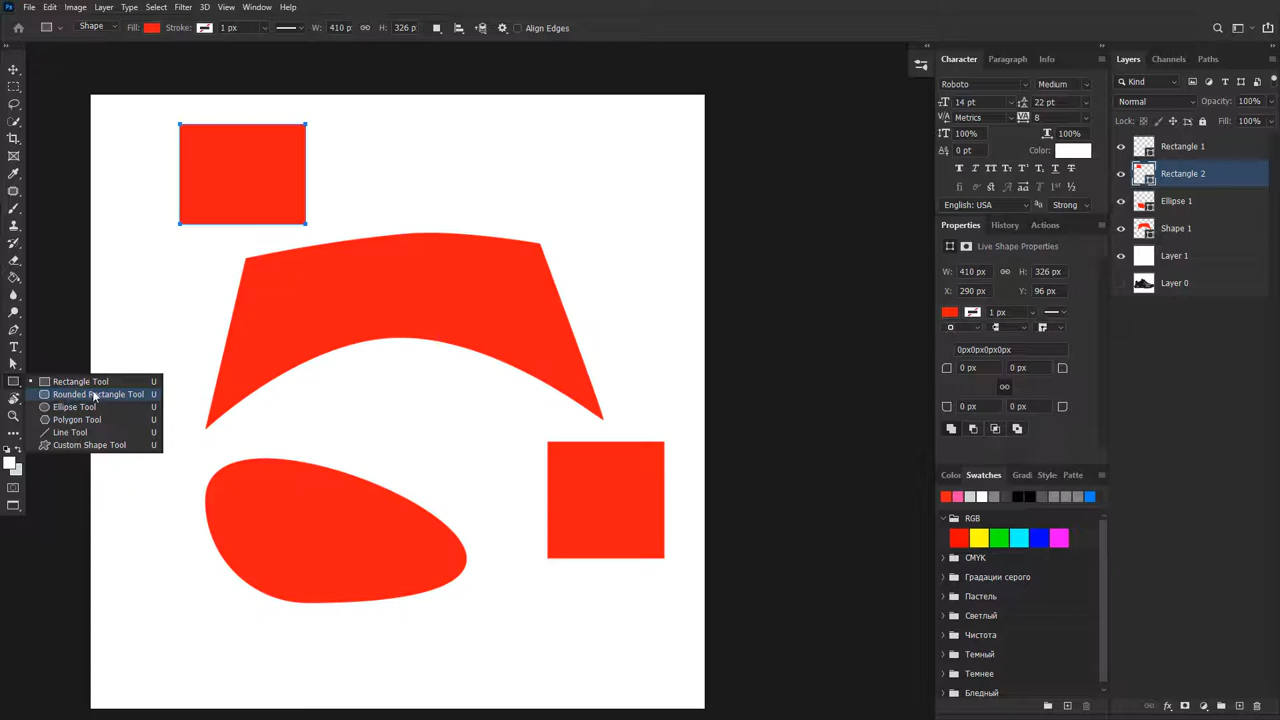 Ps File Edit Image Layer Type Select Filter 3D View Window Help
Shape Fill: Stroke: 1 px W: 410 p H: 326 p Align Edges
Rectangle Tool U
Rounded Rectangle Tool U
Ellipse Tool U
Polygon Tool U
Line Tool U
Custom Shape Tool U
Character Paragraph Info
Roboto Medium
14 pt 22 pt
Metrics 8
100% 100%
0 pt Color:
English: USA Strong
Properties History Actions
Live Shape Properties
W: 410 px H: 326 px
X: 290 px Y: 96 px
1 px
0px0px0px0px
0 px 0 px
0 px 0 px
Color Swatches Gradi Style Patte
RGB
CMYK
Градации серого
Пастель
Светлый
Чистота
Темный
Темнее
Бледный
Layers Channels Paths
Kind
Normal Opacity: 100%
Lock: Fill: 100%
Rectangle 1
Rectangle 2
Ellipse 1
Shape 1
Layer 1
Layer 0